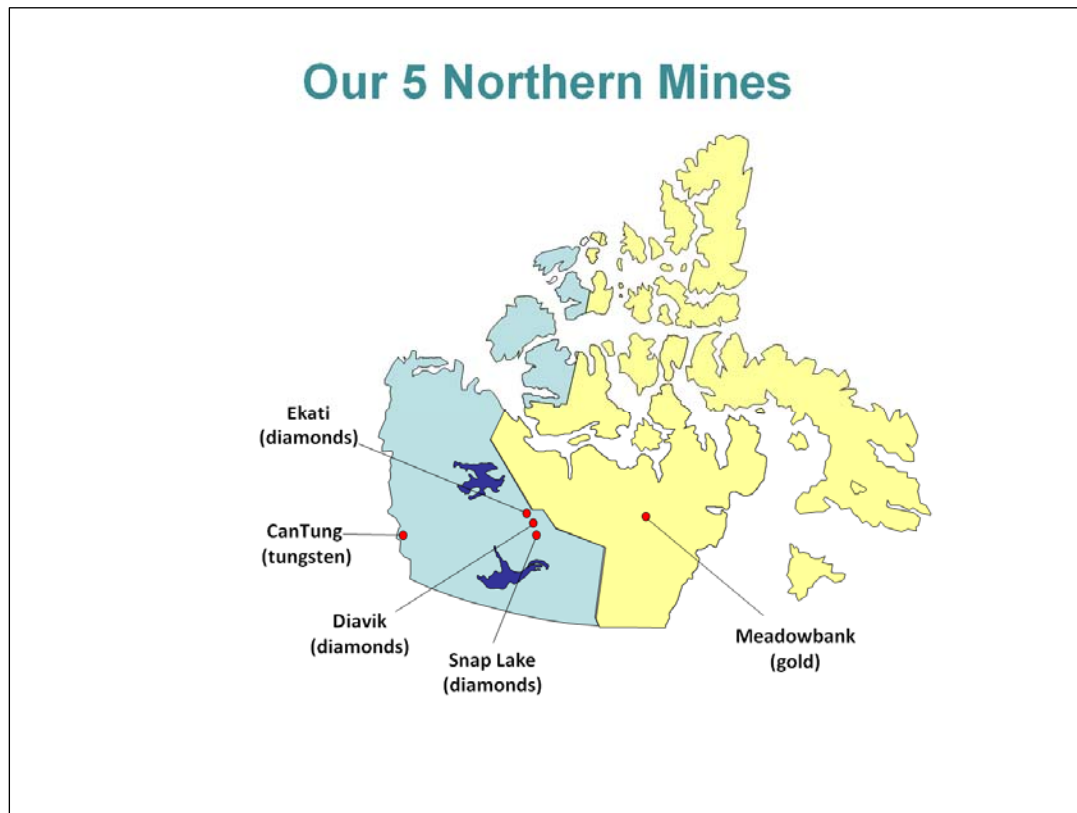 Our 5 Northern Mines
Ekati
(diamonds)
CanTung
(tungsten)
Diavik
(diamonds)
Snap Lake
(diamonds)
Meadowbank
(gold)